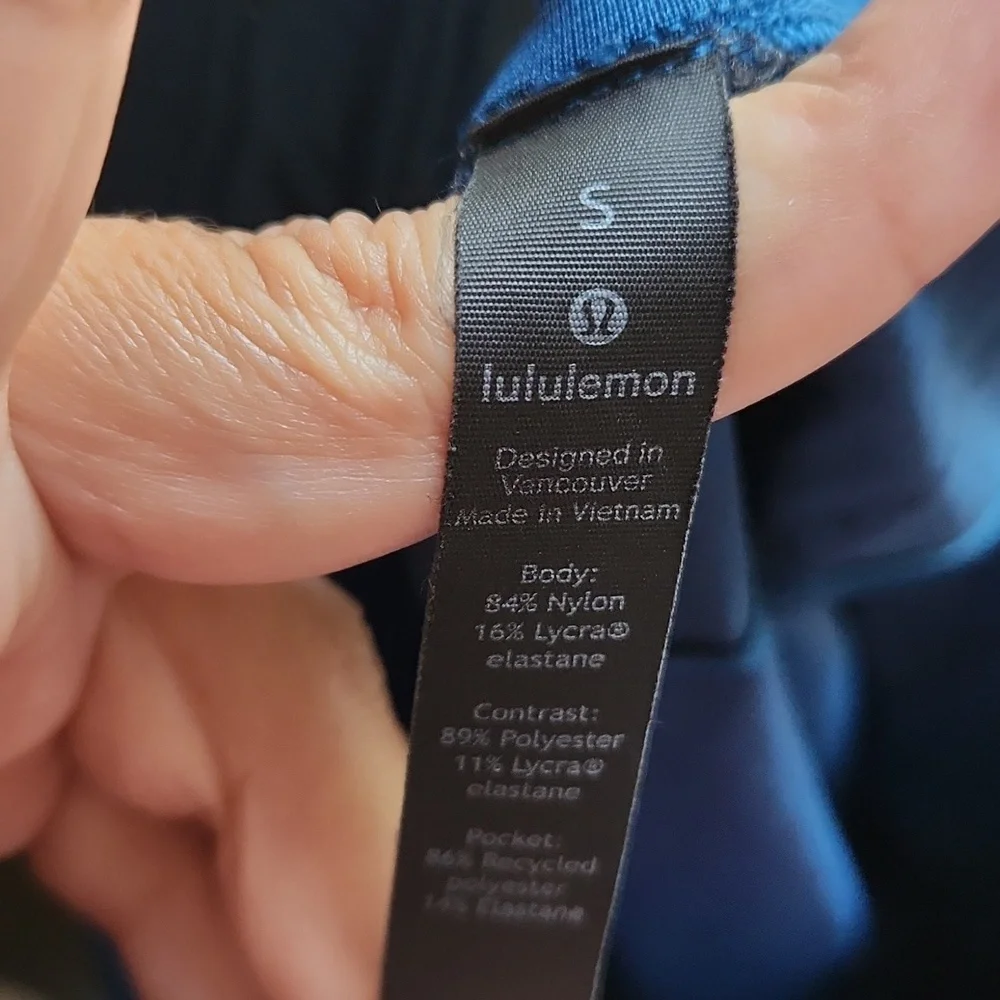 S
lululemon
Designed in
Vancouver
Made in Vietnam
Body:
84% Nylon
16% Lycra®
elastane
Contrast:
89% Polyester
11% Lycra®
elastane
Pocket:
86% Recycled
polyester
14% Elastane